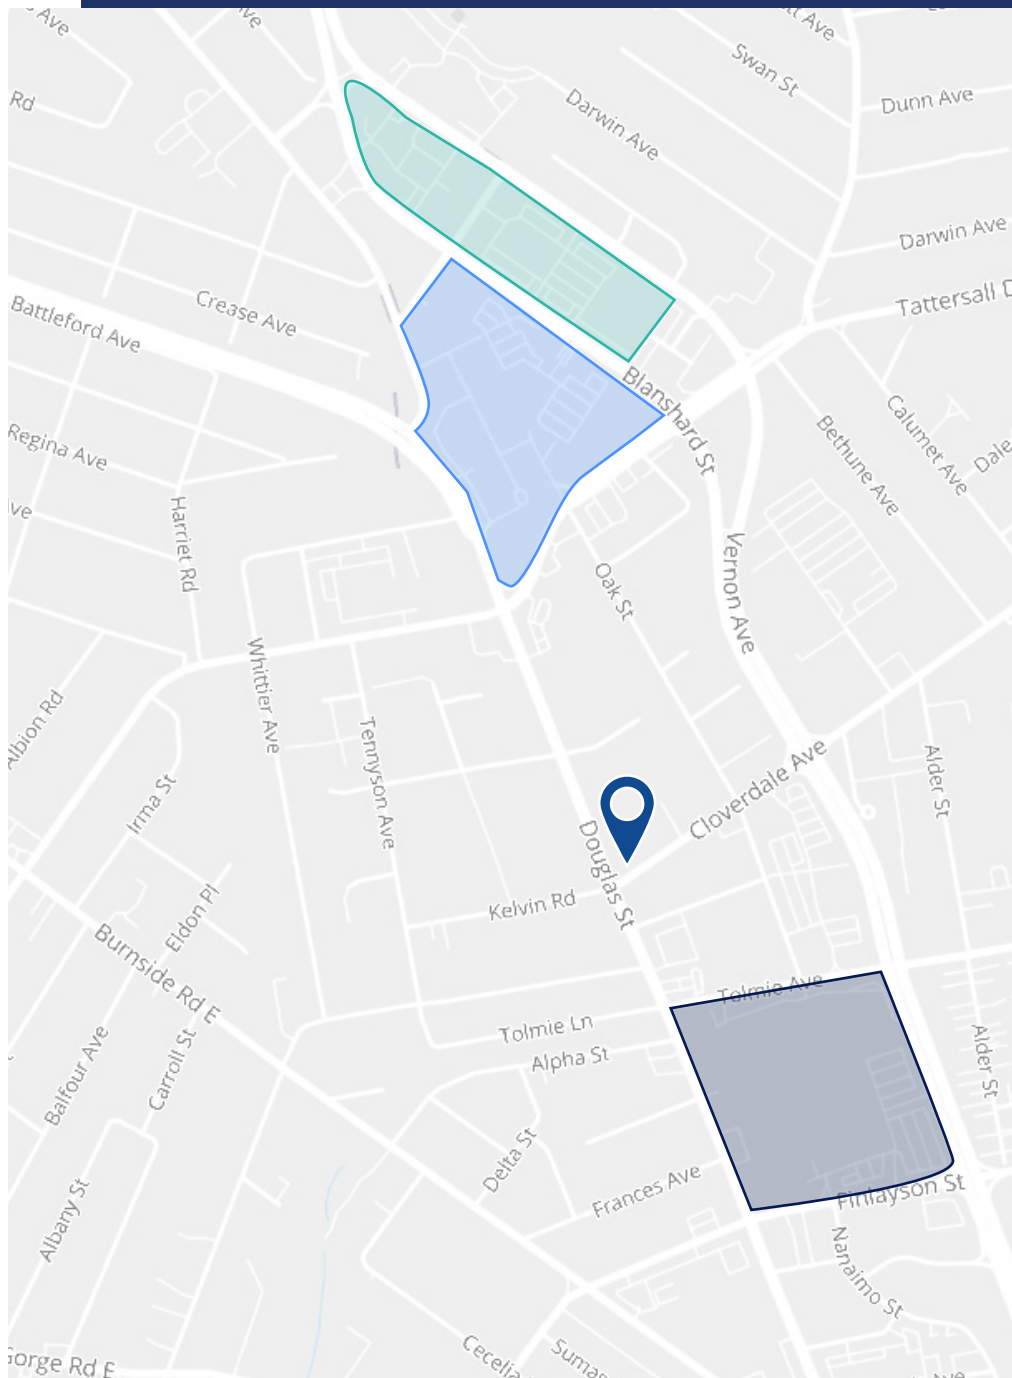 Ave
Swan St
Dunn Ave
Rd
Darwin Ave
Darwin Ave
Tattersall D
Crease Ave
Battleford Ave
Blanshard St
Calumet Ave
Bethune Ave
Dale
Regina Ave
ve
Harriet Rd
Vernon Ave
Oak St
Whittier Ave
Albion Rd
Tennyson Ave
Cloverdale Ave
Alder St
Irma St
Douglas St
Kelvin Rd
Eldon Pl
Burnside Rd E
Tolmie Ave
Tolmie Ln
Alpha St
Alder St
Balfour Ave
Carroll St
Delta St
Frances Ave
Finlayson St
Albany St
Nanaimo St
Gorge Rd E
Cecelia
Sumas